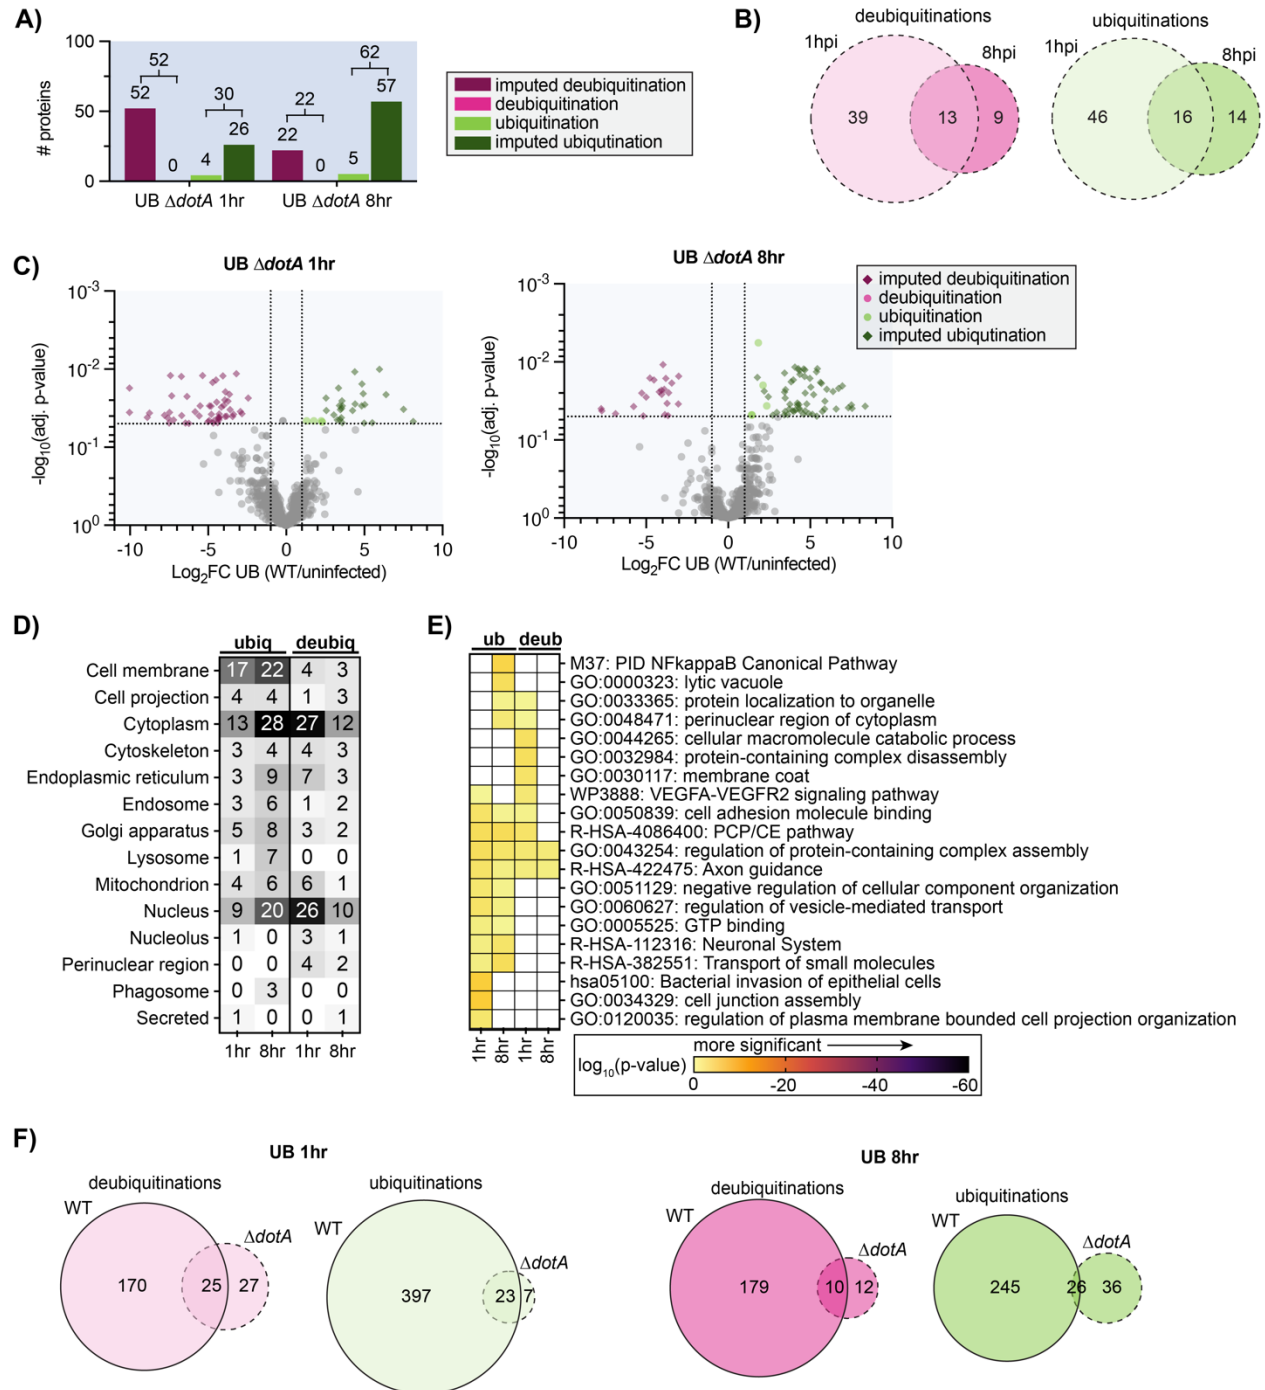 A)
# proteins
100
50
0
52
52
0
30
4
26
22
22
0
62
5
57
UB ΔdotA 1hr
UB ΔdotA 8hr
imputed deubiquitination
deubiquitination
ubiquitination
imputed ubiqutination
B)
deubiquitinations
1hpi
8hpi
39
13
9
ubiquitinations
1hpi
8hpi
46
16
14
C)
UB ΔdotA 1hr
-log10(adj. p-value)
10-3
10-2
10-1
100
-10
-5
0
5
10
Log2FC UB (WT/uninfected)
UB ΔdotA 8hr
-log10(adj. p-value)
10-3
10-2
10-1
100
-10
-5
0
5
10
Log2FC UB (WT/uninfected)
imputed deubiquitination
deubiquitination
ubiquitination
imputed ubiqutination
D)
ubiq deubiq
Cell membrane 17 22 4 3
Cell projection 4 4 1 3
Cytoplasm 13 28 27 12
Cytoskeleton 3 4 4 3
Endoplasmic reticulum 3 9 7 3
Endosome 3 6 1 2
Golgi apparatus 5 8 3 2
Lysosome 1 7 0 0
Mitochondrion 4 6 6 1
Nucleus 9 20 26 10
Nucleolus 1 0 3 1
Perinuclear region 0 0 4 2
Phagosome 0 3 0 0
Secreted 1 0 0 1
1hr 8hr 1hr 8hr
E)
ub deub
M37: PID NFkappaB Canonical Pathway
GO:0000323: lytic vacuole
GO:0033365: protein localization to organelle
GO:0048471: perinuclear region of cytoplasm
GO:0044265: cellular macromolecule catabolic process
GO:0032984: protein-containing complex disassembly
GO:0030117: membrane coat
WP3888: VEGFA-VEGFR2 signaling pathway
GO:0050839: cell adhesion molecule binding
R-HSA-4086400: PCP/CE pathway
GO:0043254: regulation of protein-containing complex assembly
R-HSA-422475: Axon guidance
GO:0051129: negative regulation of cellular component organization
GO:0060627: regulation of vesicle-mediated transport
GO:0005525: GTP binding
R-HSA-112316: Neuronal System
R-HSA-382551: Transport of small molecules
hsa05100: Bacterial invasion of epithelial cells
GO:0034329: cell junction assembly
GO:0120035: regulation of plasma membrane bounded cell projection organization
1hr 8hr 1hr 8hr
more significant
log10(p-value)
0 -20 -40 -60
F)
UB 1hr
deubiquitinations
WT
ΔdotA
170
25
27
ubiquitinations
WT
ΔdotA
397
23
7
UB 8hr
deubiquitinations
WT
ΔdotA
179
10
12
ubiquitinations
WT
ΔdotA
245
26
36